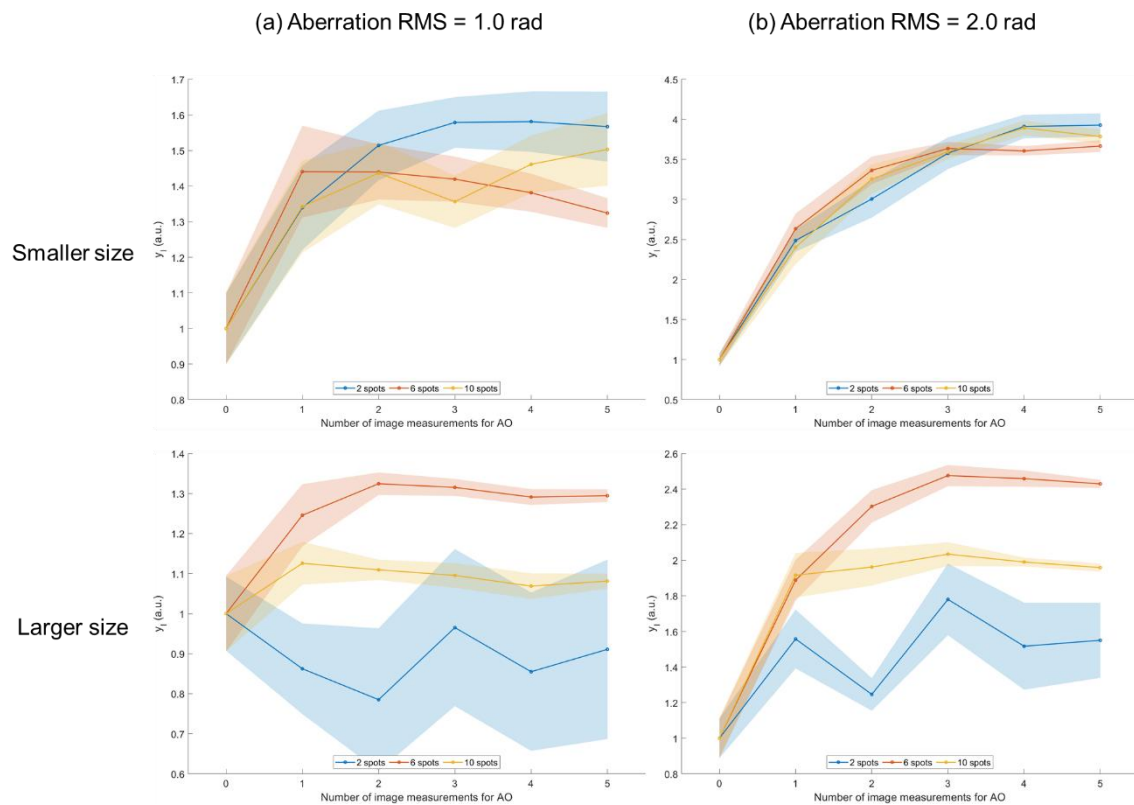 (a) Aberration RMS = 1.0 rad
(b) Aberration RMS = 2.0 rad
Smaller size
y_i (a.u.)
1.7
1.6
1.5
1.4
1.3
1.2
1.1
1
0.9
0.8
2 spots 6 spots 10 spots
0 1 2 3 4 5
Number of image measurements for AO
y_i (a.u.)
4.5
4
3.5
3
2.5
2
1.5
1
0.5
2 spots 6 spots 10 spots
0 1 2 3 4 5
Number of image measurements for AO
Larger size
y_i (a.u.)
1.4
1.3
1.2
1.1
1
0.9
0.8
0.7
0.6
2 spots 6 spots 10 spots
0 1 2 3 4 5
Number of image measurements for AO
y_i (a.u.)
2.6
2.4
2.2
2
1.8
1.6
1.4
1.2
1
0.8
2 spots 6 spots 10 spots
0 1 2 3 4 5
Number of image measurements for AO